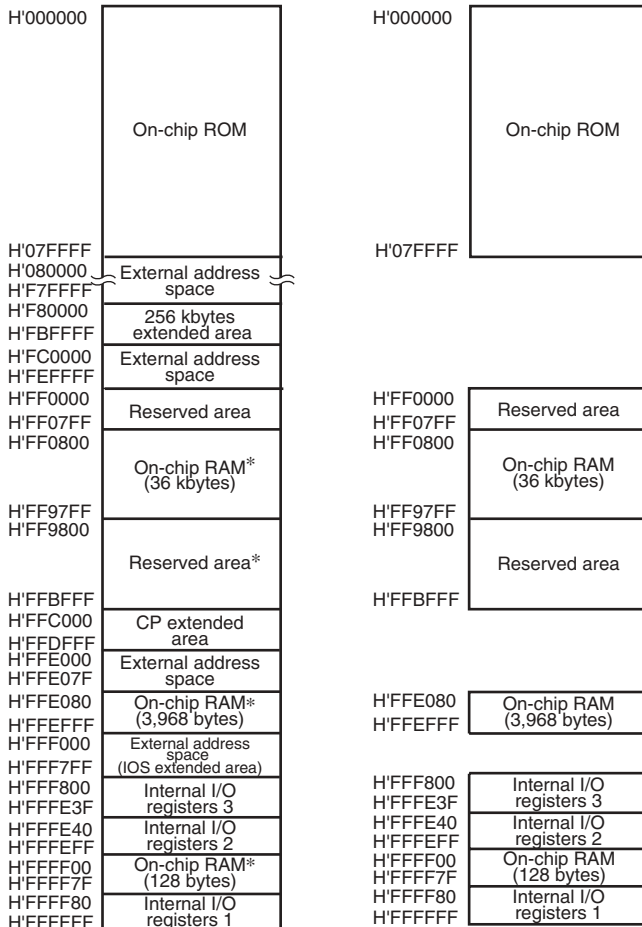 H'000000
On-chip ROM
H'07FFFF
H'080000
External address
space
H'F7FFFF
H'F80000
256 kbytes
extended area
H'FBFFFF
H'FC0000
External address
space
H'FEFFFF
H'FF0000
Reserved area
H'FF07FF
H'FF0800
On-chip RAM*
(36 kbytes)
H'FF97FF
H'FF9800
Reserved area*
H'FFBFFF
H'FFC000
CP extended
area
H'FFDFFF
H'FFE000
External address
space
H'FFE07F
H'FFE080
On-chip RAM*
(3,968 bytes)
H'FFEFFF
H'FFF000
External address
space
(IOS extended area)
H'FFF7FF
H'FFF800
Internal I/O
registers 3
H'FFFE3F
H'FFFE40
Internal I/O
registers 2
H'FFFEFF
H'FFFF00
On-chip RAM*
(128 bytes)
H'FFFF7F
H'FFFF80
Internal I/O
registers 1
H'FFFFFF
H'000000
On-chip ROM
H'07FFFF
H'FF0000
Reserved area
H'FF07FF
H'FF0800
On-chip RAM
(36 kbytes)
H'FF97FF
H'FF9800
Reserved area
H'FFBFFF
H'FFE080
On-chip RAM
(3,968 bytes)
H'FFEFFF
H'FFF800
Internal I/O
registers 3
H'FFFE3F
H'FFFE40
Internal I/O
registers 2
H'FFFEFF
H'FFFF00
On-chip RAM
(128 bytes)
H'FFFF7F
H'FFFF80
Internal I/O
registers 1
H'FFFFFF